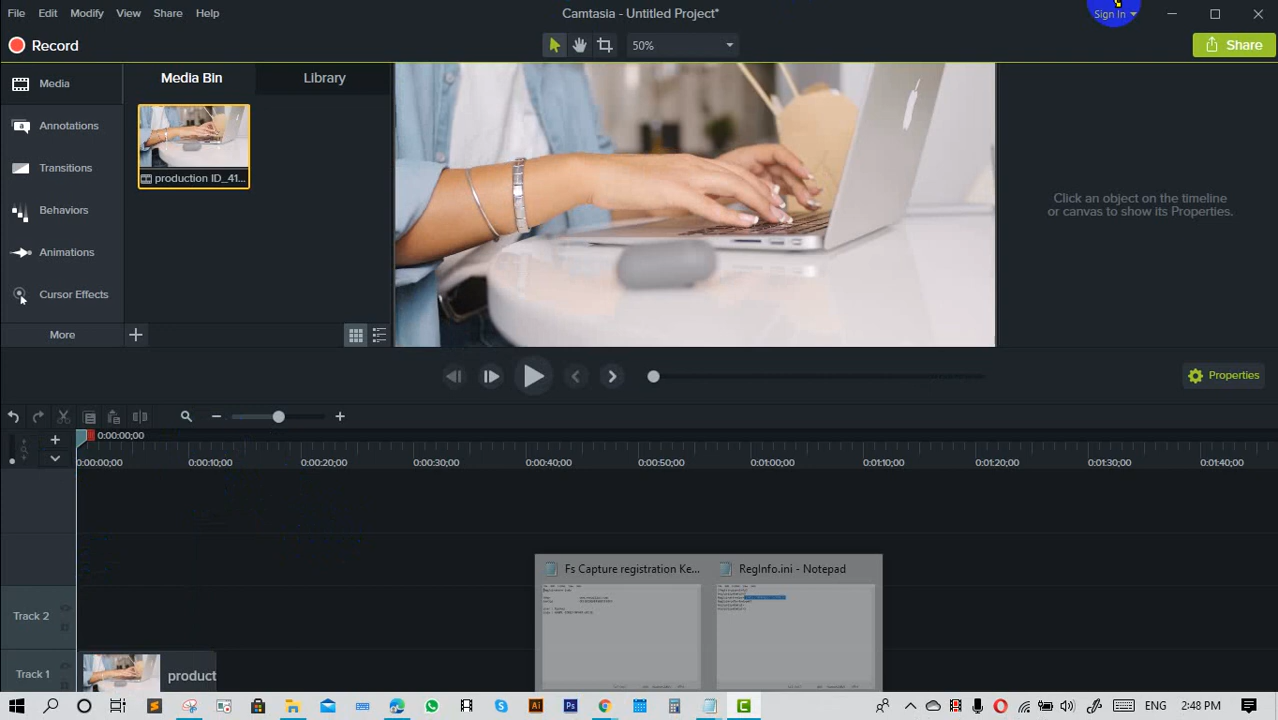 File Edit Modify View Share Help
Camtasia - Untitled Project*
Sign In
Record
50%
Share
Media
Media Bin
Library
Annotations
Transitions
Behaviors
Animations
Cursor Effects
More
production ID_41...
Click an object on the timeline
or canvas to show its Properties.
Properties
0:00:00;00
0:00:00;00 0:00:10;00 0:00:20;00 0:00:30;00 0:00:40;00 0:00:50;00 0:01:00;00 0:01:10;00 0:01:20;00 0:01:30;00 0:01:40;00
Fs Capture registration Ke...
RegInfo.ini - Notepad
Track 2
Track 1
product
Ai Ps
ENG 2:48 PM